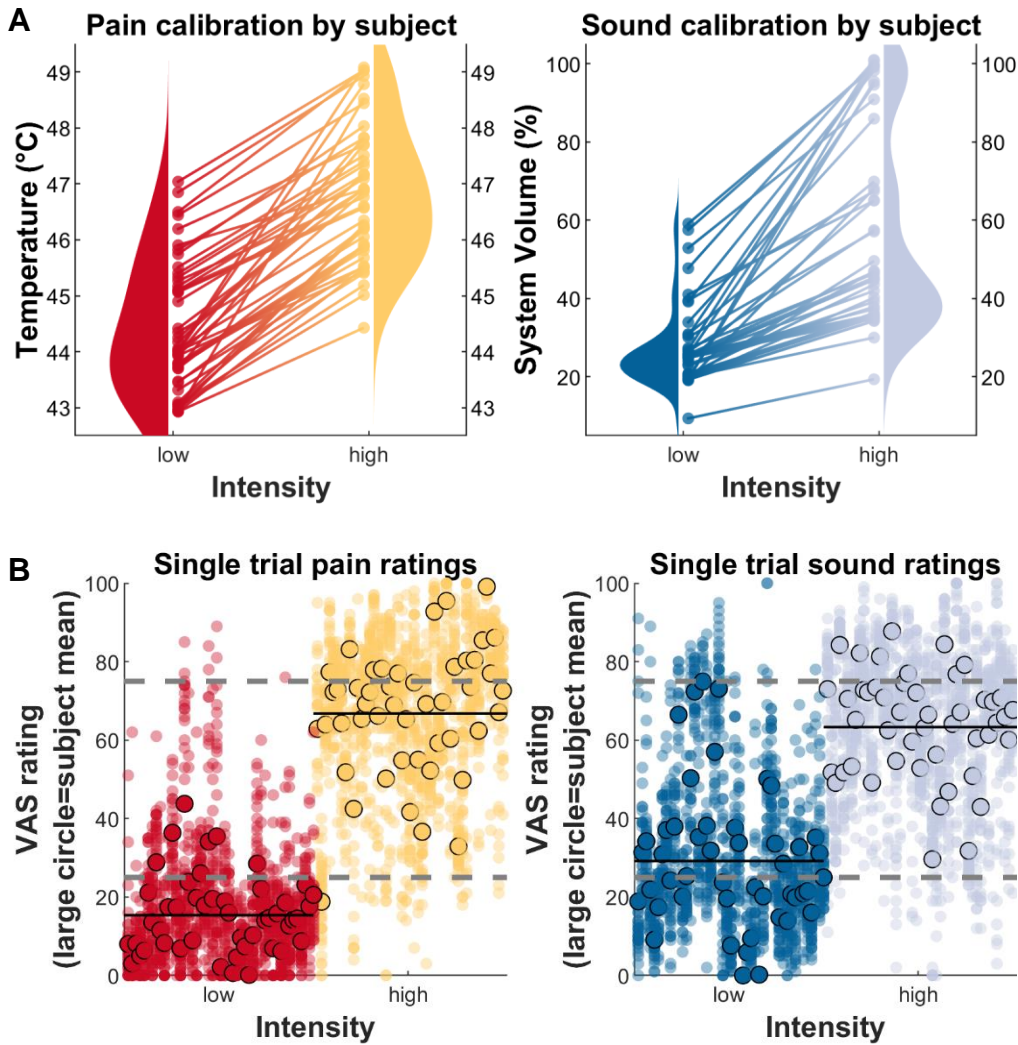 A
Pain calibration by subject
Sound calibration by subject
Temperature (°C)
49
48
47
46
45
44
43
49
48
47
46
45
44
43
low
high
Intensity
System Volume (%)
100
80
60
40
20
100
80
60
40
20
low
high
Intensity
B
Single trial pain ratings
Single trial sound ratings
VAS rating
(large circle=subject mean)
100
80
60
40
20
0
low
high
Intensity
VAS rating
(large circle=subject mean)
100
80
60
40
20
0
low
high
Intensity